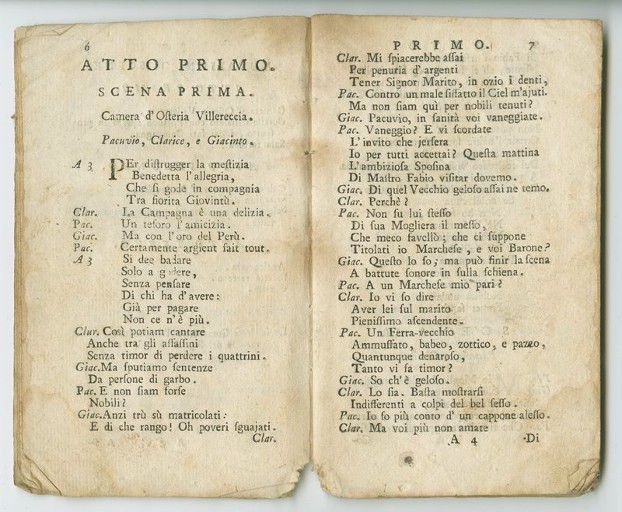 6
ATTO PRIMO.
SCENA PRIMA.
Camera d'Osteria Villereccia.
Pacuvio, Clarice, e Giacinto.
A 3 PEr distrugger la mestizia
Benedetta l'allegria,
Che si gode in compagnia
Tra fiorita Gioventù.
Clar. La Campagna è una delizia.
Pac. Un tesoro l'amicizia.
Giac. Ma con l'oro del Perù.
Pac. Certamente argient fait tout.
A 3 Si dee badare
Solo a godere,
Senza pensare
Di chi ha d'avere:
Già per pagare
Non ce n'è più.
Clar. Così potiam cantare
Anche tra gli assassini
Senza timor di perdere i quattrini.
Giac. Ma sputiamo sentenze
Da persone di garbo.
Pac. E non siam forse
Nobili?
Giac. Anzi trù sù matricolati:
E di che rango! Oh poveri sguajati.
Clar.
PRIMO. 7
Clar. Mi spiacerebbe assai
Per penuria d'argenti
Tener Signor Marito, in ozio i denti,
Pac. Contro un male sifatto il Ciel m'ajuti.
Ma non siam quì per nobili tenuti?
Giac. Pacuvio, in sanità voi vaneggiate.
Pac. Vaneggio? E vi scordate
L'invito che jersera
Io per tutti accettai? Questa mattina
L'ambiziosa Sposina
Di Mastro Fabio visitar dovemo.
Giac. Di quel Vecchio geloso assai ne temo.
Clar. Perchè?
Pac. Non su lui stesso
Di sua Mogliera il messo,
Che meco favellò; che ci suppone
Titolati io Marchese, e voi Barone?
Giac. Questo lo so; ma può finir la scena
A battute sonore in sulla schiena.
Pac. A un Marchese mio pari?
Clar. Io vi so dire
Aver lei sul marito
Pienissimo ascendente.
Pac. Un Ferra-vecchio
Ammuffato, babeo, zottico, e pazzo,
Quantunque denaroso,
Tanto vi fa timor?
Giac. So ch'è geloso.
Clar. Lo sia. Basta mostrarsi
Indifferenti a colpi del bel sesso.
Pac. Io fo più conto d'un cappone alesso.
Clar. Ma voi più non amate
A 4 Di